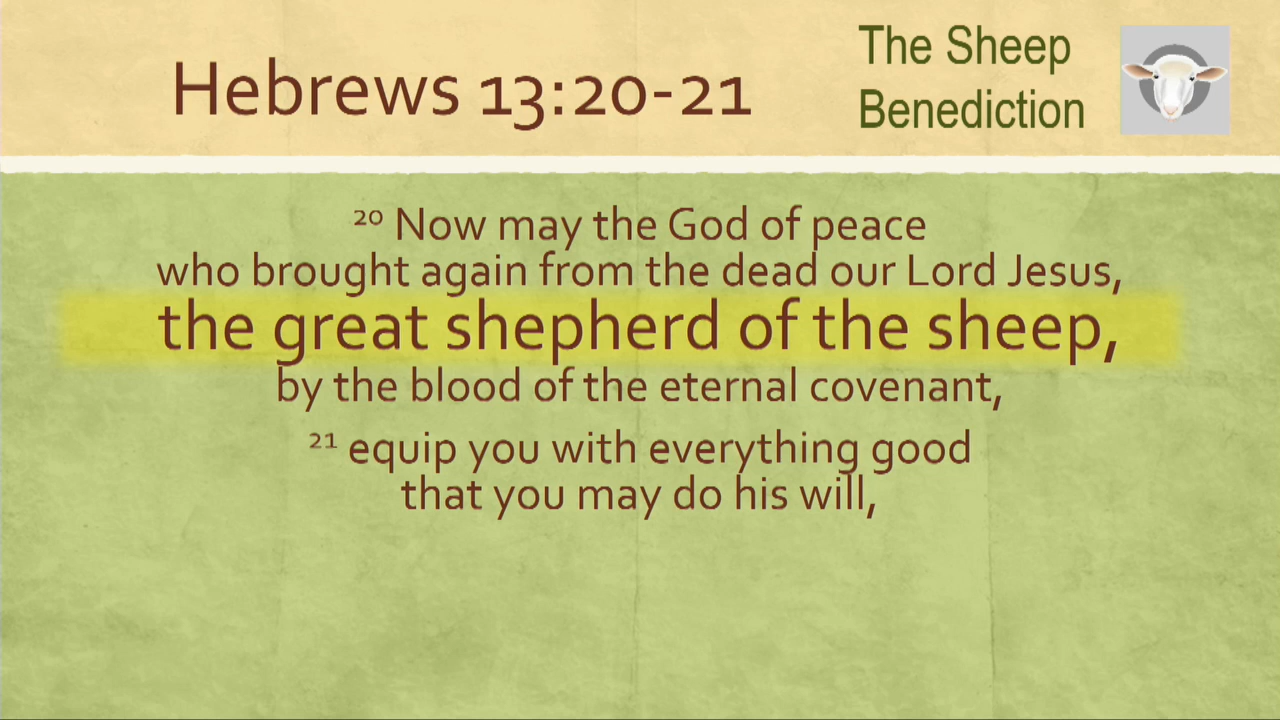 Hebrews 13:20-21
The Sheep
Benediction
20 Now may the God of peace
who brought again from the dead our Lord Jesus,
the great shepherd of the sheep,
by the blood of the eternal covenant,
21 equip you with everything good
that you may do his will,